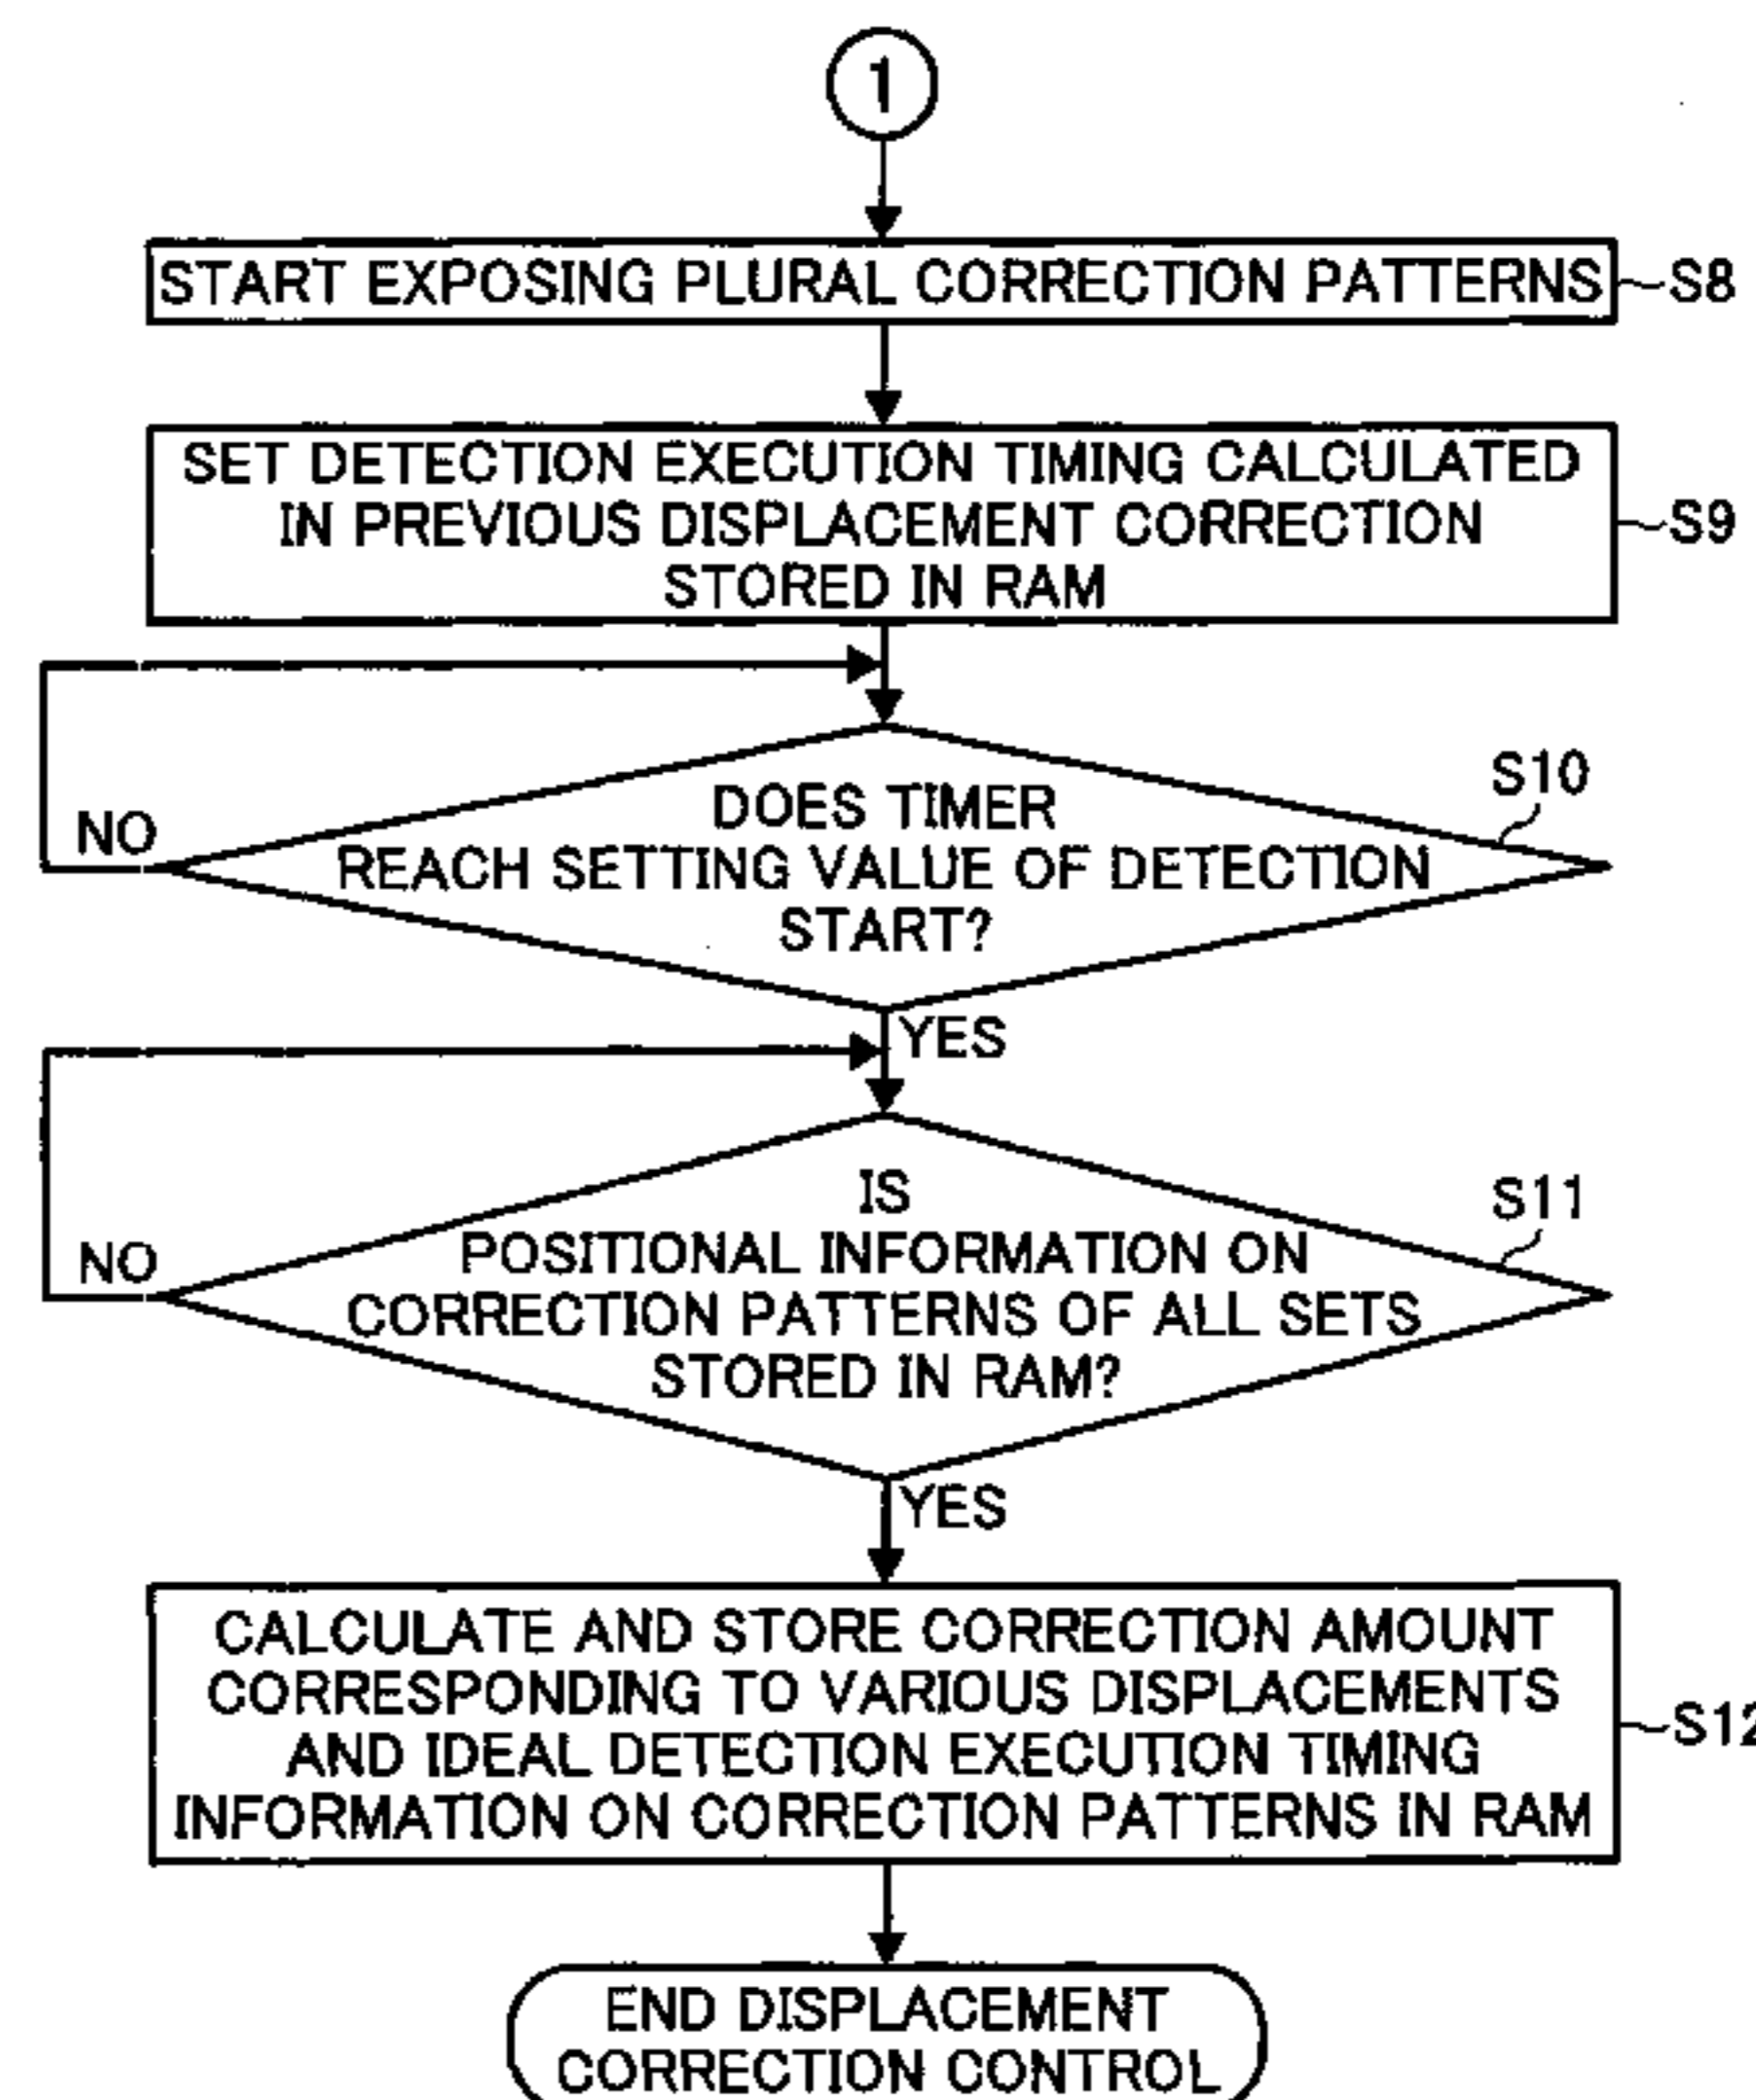 1
START EXPOSING PLURAL CORRECTION PATTERNS
S8
SET DETECTION EXECUTION TIMING CALCULATED
IN PREVIOUS DISPLACEMENT CORRECTION
STORED IN RAM
S9
DOES TIMER
REACH SETTING VALUE OF DETECTION
START?
S10
NO
YES
IS
POSITIONAL INFORMATION ON
CORRECTION PATTERNS OF ALL SETS
STORED IN RAM?
S11
NO
YES
CALCULATE AND STORE CORRECTION AMOUNT
CORRESPONDING TO VARIOUS DISPLACEMENTS
AND IDEAL DETECTION EXECUTION TIMING
INFORMATION ON CORRECTION PATTERNS IN RAM
S12
END DISPLACEMENT
CORRECTION CONTROL